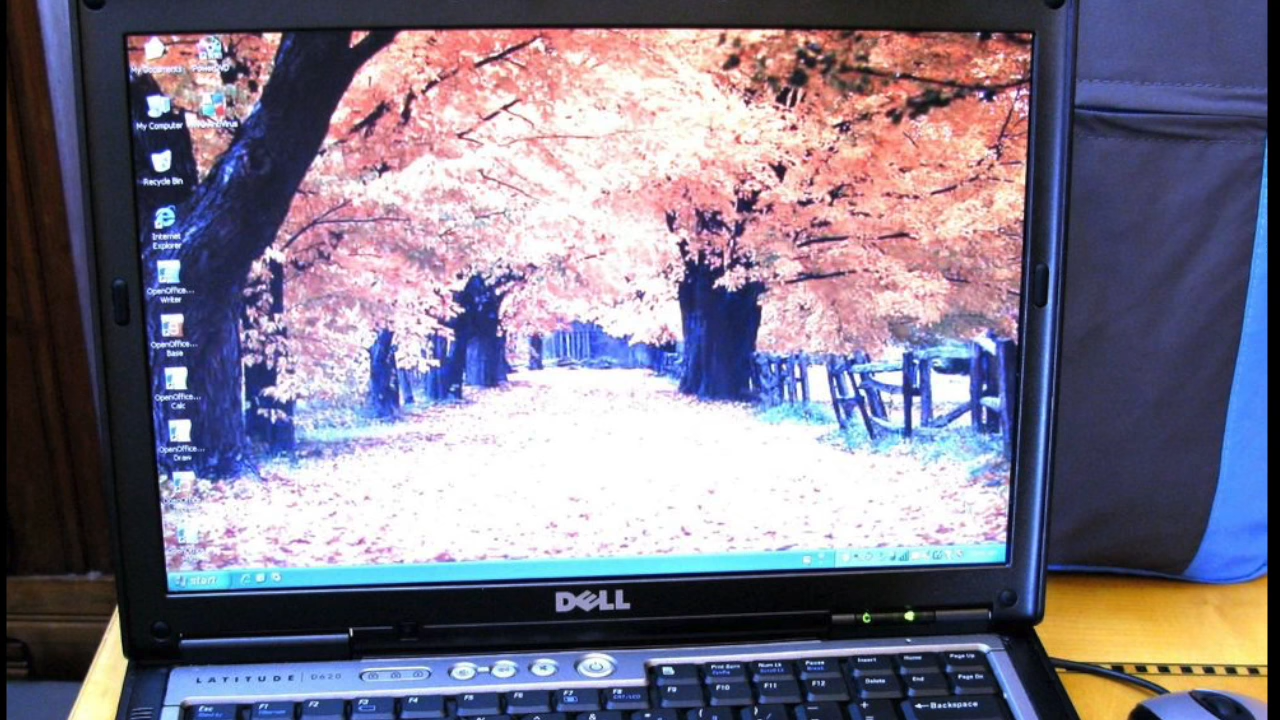 My Documents
PowerDVD
My Computer
Recycle Bin
Internet
Explorer
OpenOffice...
Writer
OpenOffice...
Base
OpenOffice...
Calc
OpenOffice...
Draw
start
DELL
LATITUDE D620
Esc
F1
F2
F3
F4
F5
F6
F7
F8
F9
F10
F11
F12
Prnt Scrn
Num Lk
Pause
Break
Insert
Home
Page Up
Delete
End
Page Dn
Backspace